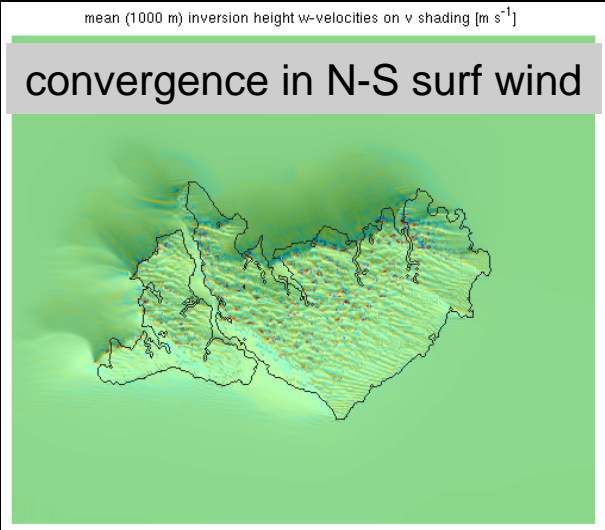 mean (1000 m) inversion height w-velocities on v shading [m s⁻¹]
convergence in N-S surf wind